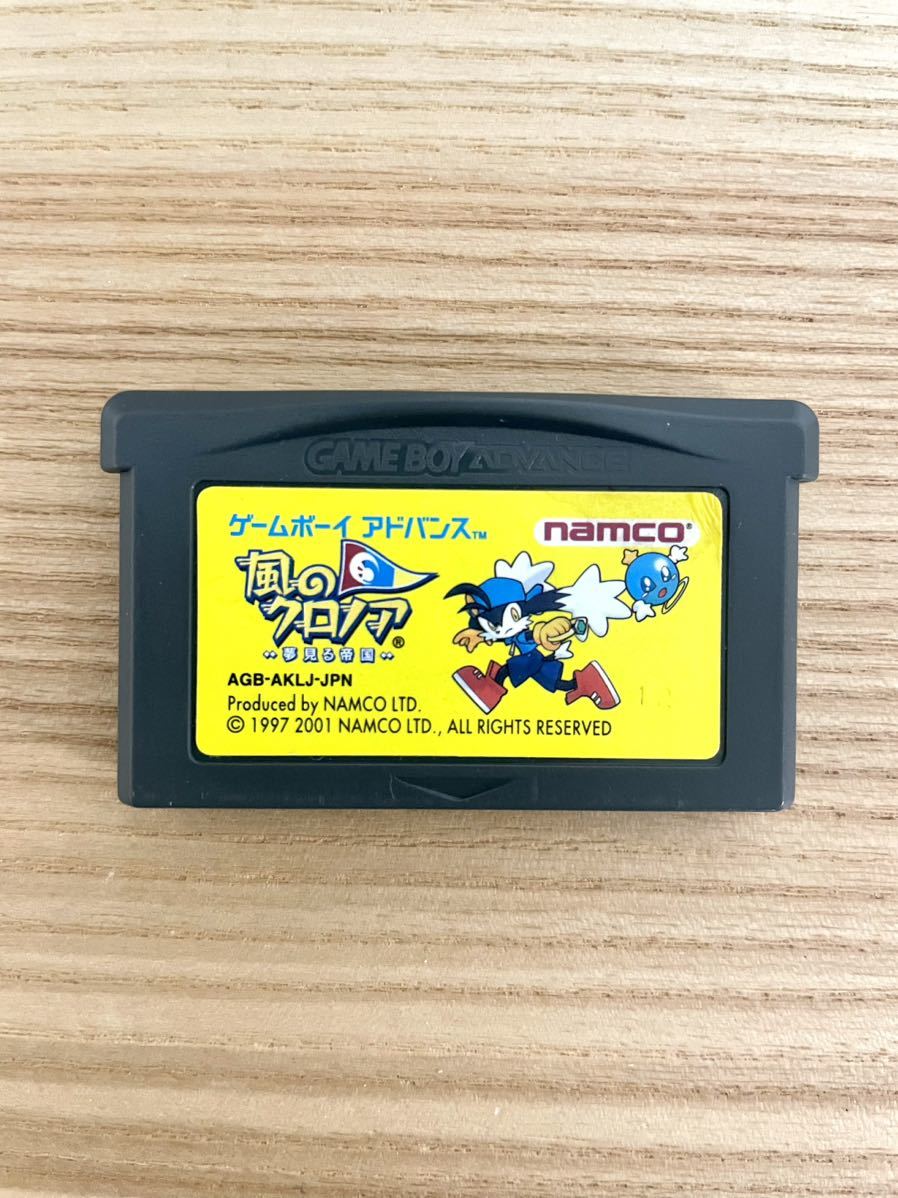 GAME BOY ADVANCE
ゲームボーイ アドバンス™
namco®
風の
クロノア®
夢見る帝国
AGB-AKLJ-JPN
Produced by NAMCO LTD.
© 1997 2001 NAMCO LTD., ALL RIGHTS RESERVED